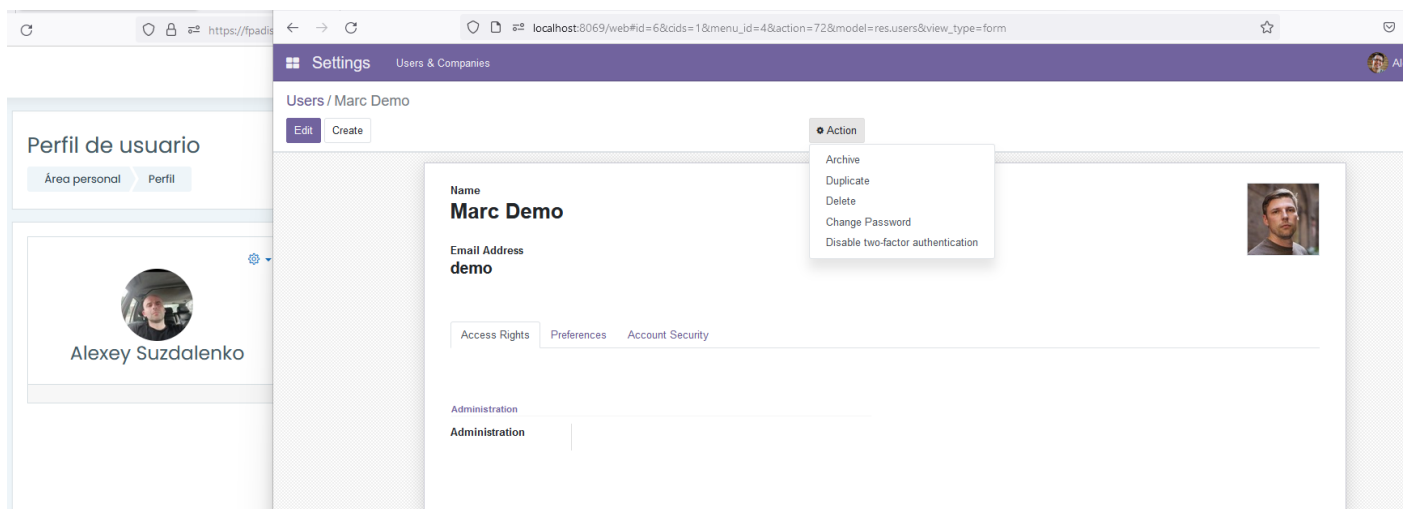 https://fpadis
Perfil de usuario
Área personal
Perfil
Alexey Suzdalenko
localhost:8069/web#id=6&cids=1&menu_id=4&action=72&model=res.users&view_type=form
Settings
Users & Companies
Al
Users / Marc Demo
Edit
Create
Action
Archive
Duplicate
Delete
Change Password
Disable two-factor authentication
Name
Marc Demo
Email Address
demo
Access Rights
Preferences
Account Security
Administration
Administration